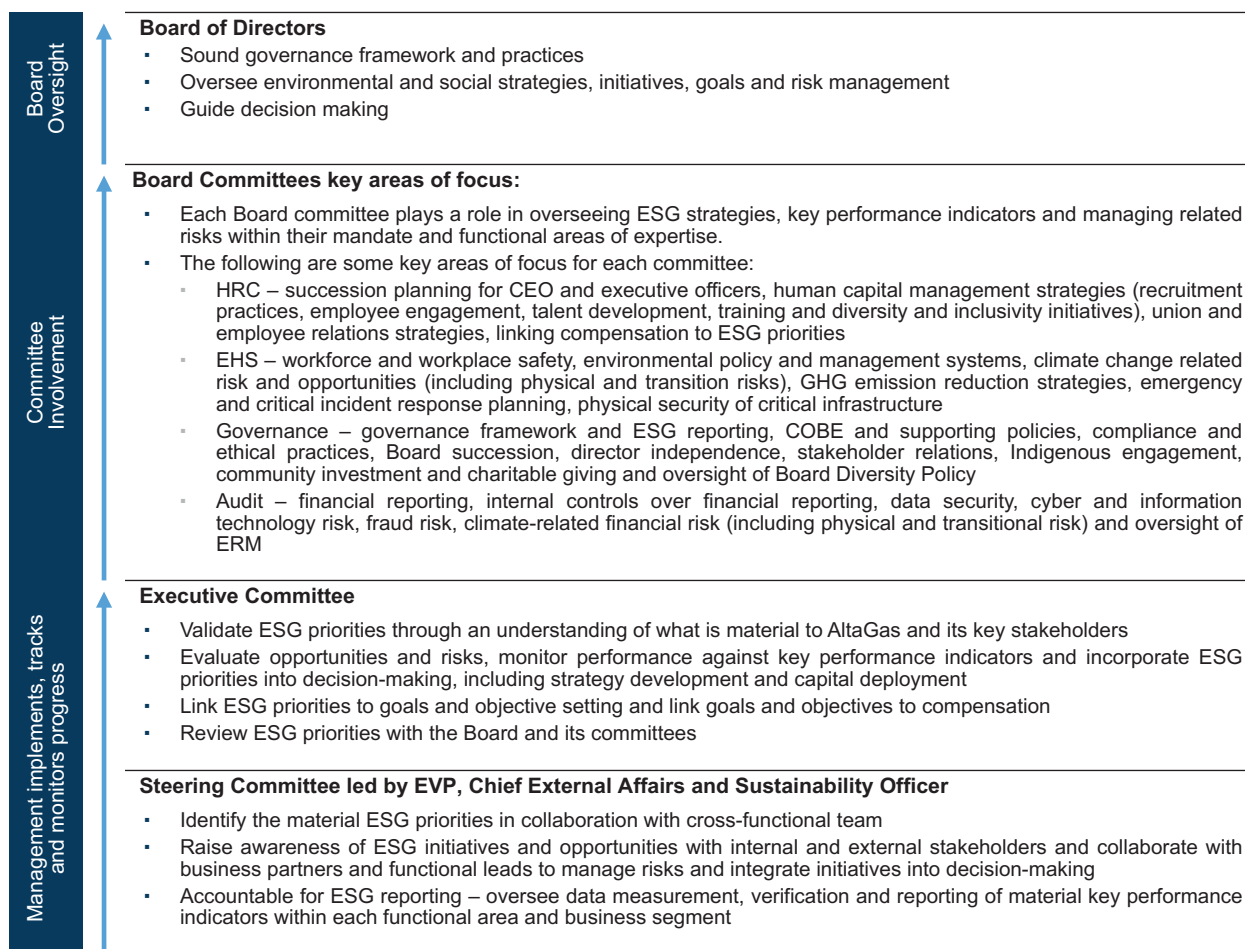 Board
Oversight
Board of Directors
▪ Sound governance framework and practices
▪ Oversee environmental and social strategies, initiatives, goals and risk management
▪ Guide decision making
Committee
Involvement
Board Committees key areas of focus:
▪ Each Board committee plays a role in overseeing ESG strategies, key performance indicators and managing related
risks within their mandate and functional areas of expertise.
▪ The following are some key areas of focus for each committee:
▪ HRC – succession planning for CEO and executive officers, human capital management strategies (recruitment
practices, employee engagement, talent development, training and diversity and inclusivity initiatives), union and
employee relations strategies, linking compensation to ESG priorities
▪ EHS – workforce and workplace safety, environmental policy and management systems, climate change related
risk and opportunities (including physical and transition risks), GHG emission reduction strategies, emergency
and critical incident response planning, physical security of critical infrastructure
▪ Governance – governance framework and ESG reporting, COBE and supporting policies, compliance and
ethical practices, Board succession, director independence, stakeholder relations, Indigenous engagement,
community investment and charitable giving and oversight of Board Diversity Policy
▪ Audit – financial reporting, internal controls over financial reporting, data security, cyber and information
technology risk, fraud risk, climate-related financial risk (including physical and transitional risk) and oversight of
ERM
Management implements, tracks
and monitors progress
Executive Committee
▪ Validate ESG priorities through an understanding of what is material to AltaGas and its key stakeholders
▪ Evaluate opportunities and risks, monitor performance against key performance indicators and incorporate ESG
priorities into decision-making, including strategy development and capital deployment
▪ Link ESG priorities to goals and objective setting and link goals and objectives to compensation
▪ Review ESG priorities with the Board and its committees
Steering Committee led by EVP, Chief External Affairs and Sustainability Officer
▪ Identify the material ESG priorities in collaboration with cross-functional team
▪ Raise awareness of ESG initiatives and opportunities with internal and external stakeholders and collaborate with
business partners and functional leads to manage risks and integrate initiatives into decision-making
▪ Accountable for ESG reporting – oversee data measurement, verification and reporting of material key performance
indicators within each functional area and business segment